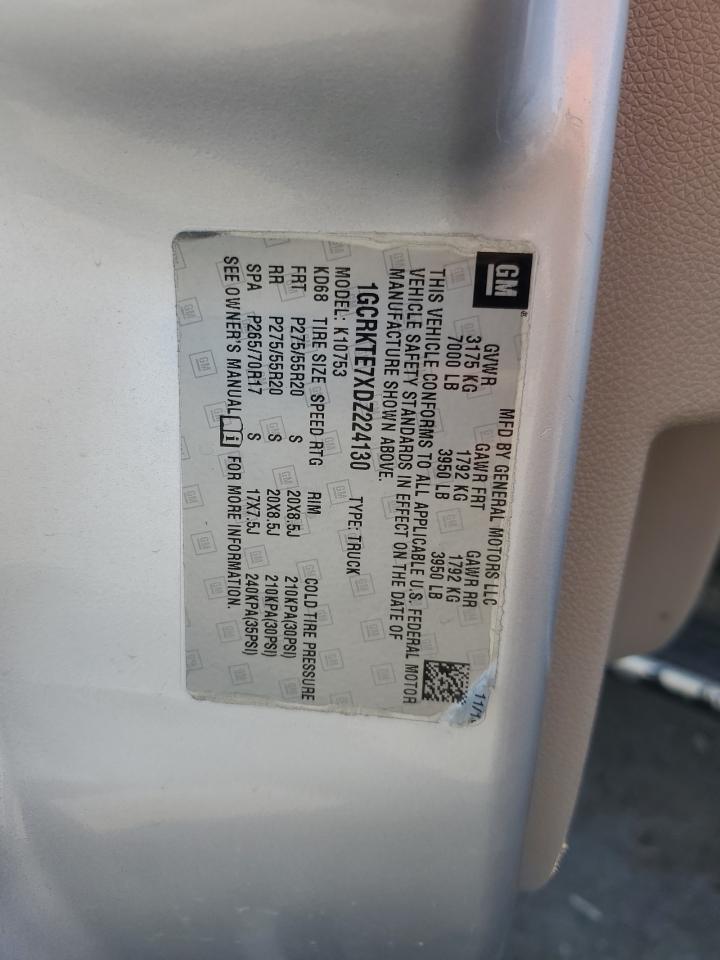 GM
MFD BY GENERAL MOTORS LLC
GVWR GAWR FRT GAWR RR
3175 KG 1792 KG 1792 KG
7000 LB 3950 LB 3950 LB
THIS VEHICLE CONFORMS TO ALL APPLICABLE U.S. FEDERAL MOTOR
VEHICLE SAFETY STANDARDS IN EFFECT ON THE DATE OF
MANUFACTURE SHOWN ABOVE.
1GCRKTE7XDZ224130 TYPE: TRUCK
MODEL: K10753
KD68 TIRE SIZE SPEED RTG RIM COLD TIRE PRESSURE
FRT P275/55R20 S 20X8.5J 210KPA(30PSI)
RR P275/55R20 S 20X8.5J 210KPA(30PSI)
SPA P265/70R17 S 17X7.5J 240KPA(35PSI)
SEE OWNER'S MANUAL i FOR MORE INFORMATION.